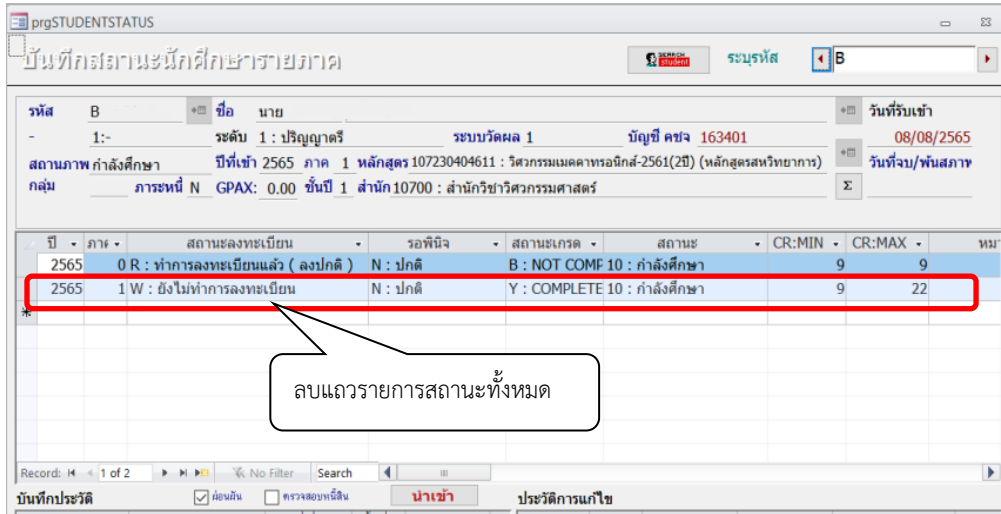 prgSTUDENTSTATUS
บันทึกสถานะนักศึกษารายภาค SEARCH student ระบุรหัส B
รหัส B ชื่อ นาย วันที่รับเข้า
- 1:- ระดับ 1 : ปริญญาตรี ระบบวัดผล 1 บัญชี คชจ 163401 08/08/2565
สถานภาพ กำลังศึกษา ปีที่เข้า 2565 ภาค 1 หลักสูตร 107230404611 : วิศวกรรมเมคคาทรอนิกส์-2561(2ปี) (หลักสูตรสหวิทยาการ) วันที่จบ/พ้นสภาพ
กลุ่ม ภาระหนี้ N GPAX: 0.00 ชั้นปี 1 สำนัก 10700 : สำนักวิชาวิศวกรรมศาสตร์ Σ
ปี ภาค สถานะลงทะเบียน รอพินิจ สถานะเกรด สถานะ CR:MIN CR:MAX หมา
2565 0 R : ทำการลงทะเบียนแล้ว ( ลงปกติ ) N : ปกติ B : NOT COMF 10 : กำลังศึกษา 9 9
2565 1 W : ยังไม่ทำการลงทะเบียน N : ปกติ Y : COMPLETE 10 : กำลังศึกษา 9 22
ลบแถวรายการสถานะทั้งหมด
Record: 1 of 2 No Filter Search
บันทึกประวัติ ผ่อนผัน ตรวจสอบหนี้สิน นำเข้า ประวัติการแก้ไข